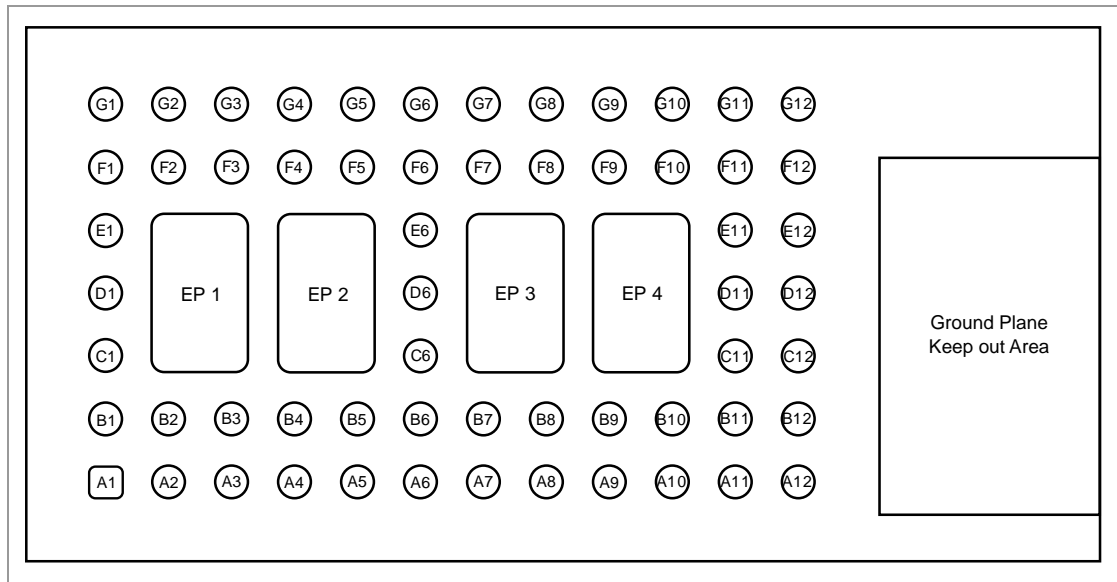 G1 G2 G3 G4 G5 G6 G7 G8 G9 G10 G11 G12
F1 F2 F3 F4 F5 F6 F7 F8 F9 F10 F11 F12
E1 E6 E11 E12
D1 EP 1 EP 2 D6 EP 3 EP 4 D11 D12
Ground Plane
Keep out Area
C1 C6 C11 C12
B1 B2 B3 B4 B5 B6 B7 B8 B9 B10 B11 B12
A1 A2 A3 A4 A5 A6 A7 A8 A9 A10 A11 A12